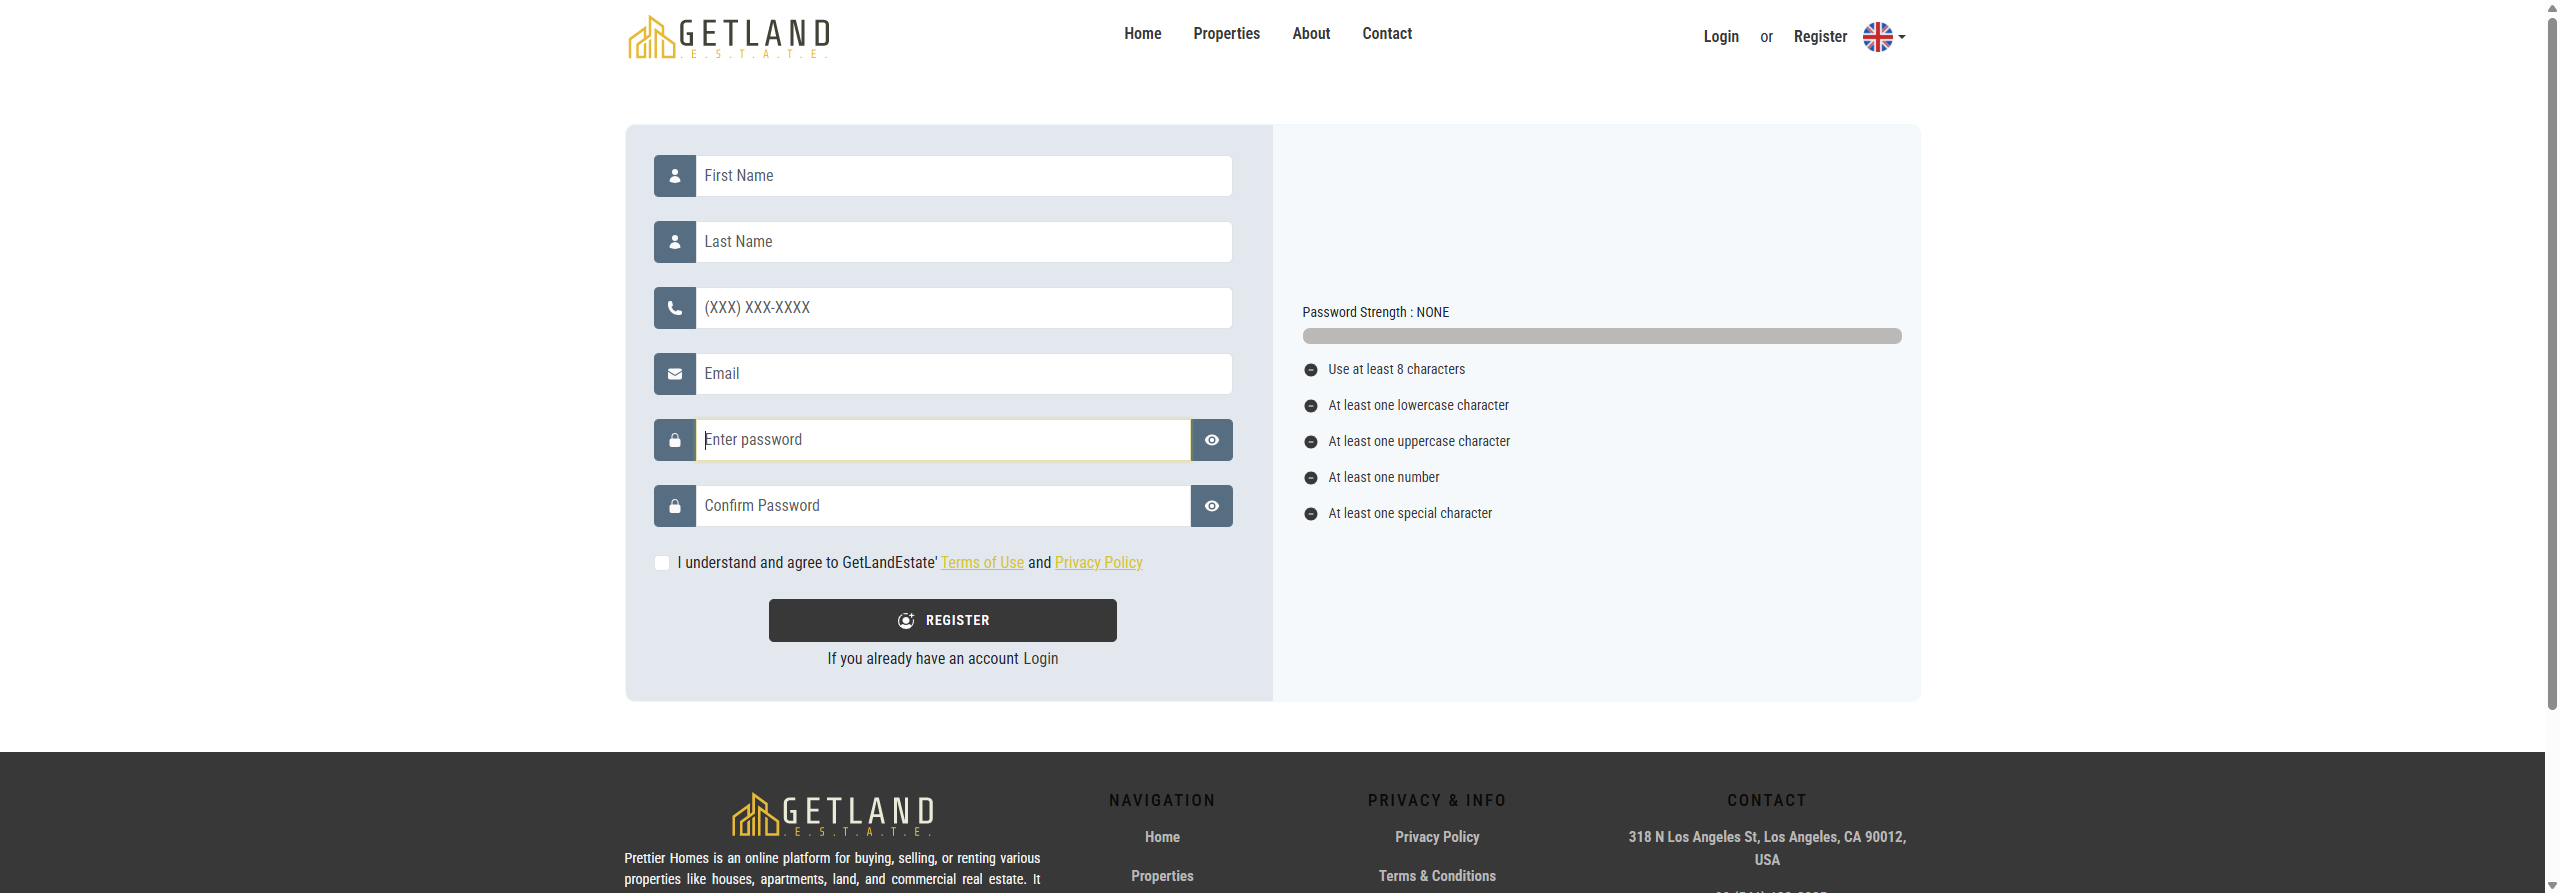 GETLAND
.E.S.T.A.T.E.
Home Properties About Contact
Login or Register
First Name
Last Name
(XXX) XXX-XXXX
Email
Enter password
Confirm Password
I understand and agree to GetLandEstate' Terms of Use and Privacy Policy
REGISTER
If you already have an account Login
Password Strength : NONE
Use at least 8 characters
At least one lowercase character
At least one uppercase character
At least one number
At least one special character
GETLAND
.E.S.T.A.T.E.
Prettier Homes is an online platform for buying, selling, or renting various
properties like houses, apartments, land, and commercial real estate. It
NAVIGATION
Home
Properties
PRIVACY & INFO
Privacy Policy
Terms & Conditions
CONTACT
318 N Los Angeles St, Los Angeles, CA 90012,
USA